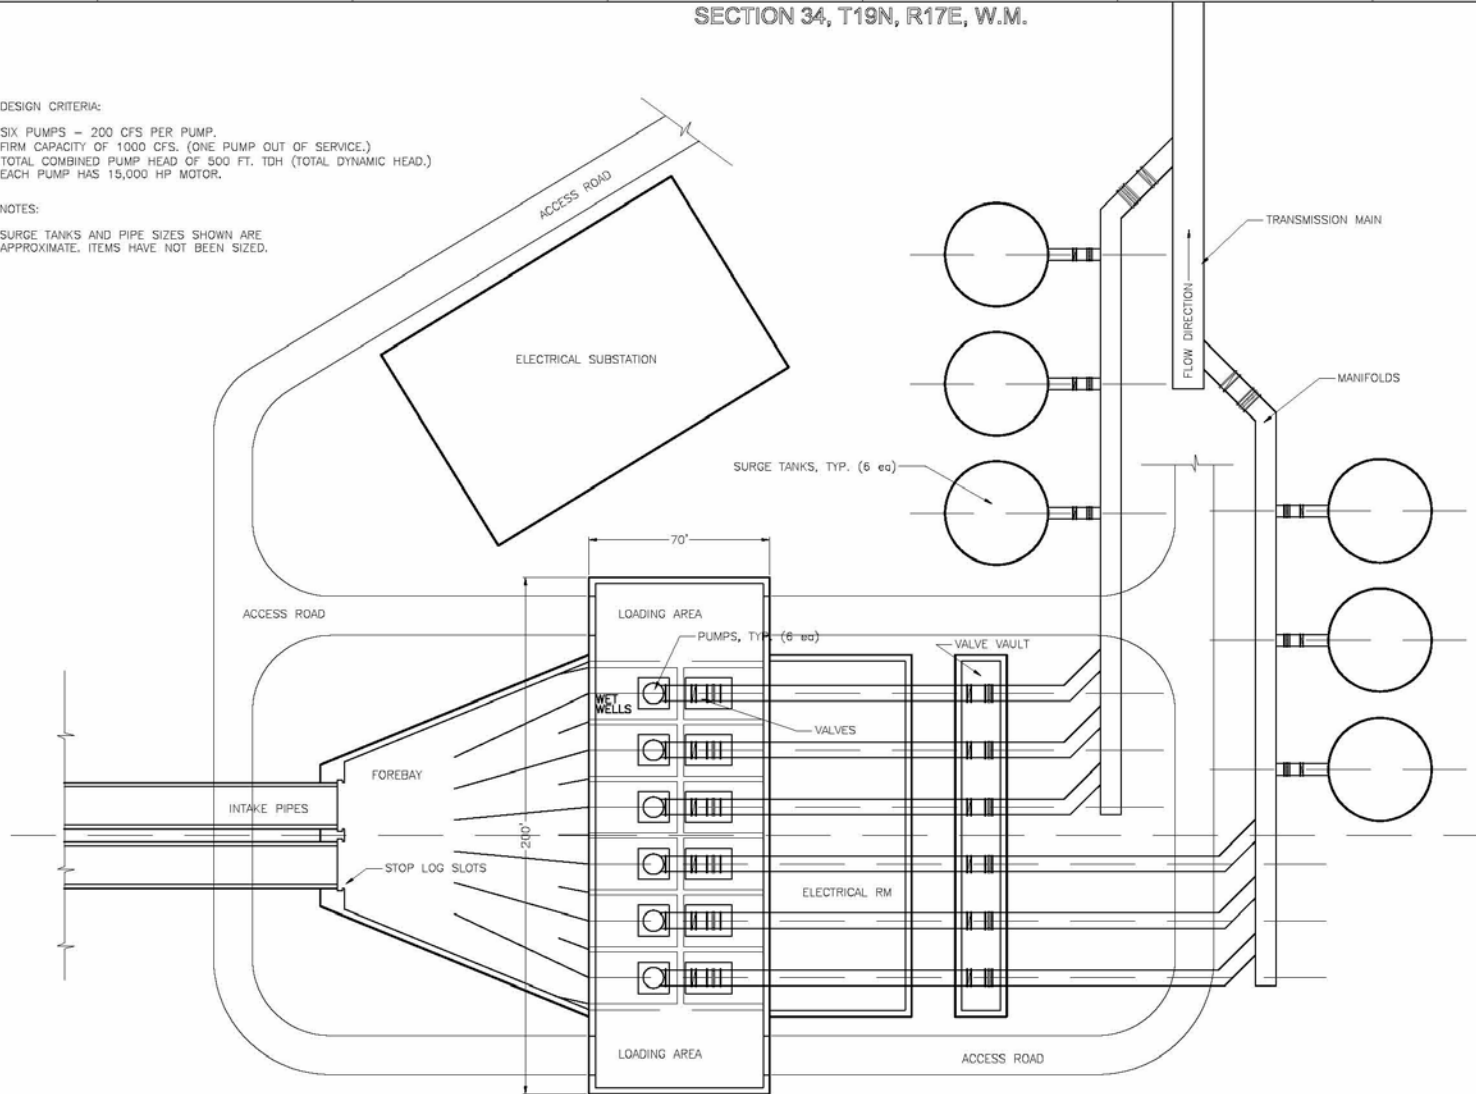 SECTION 34, T19N, R17E, W.M.
DESIGN CRITERIA:
SIX PUMPS - 200 CFS PER PUMP.
FIRM CAPACITY OF 1000 CFS. (ONE PUMP OUT OF SERVICE.)
TOTAL COMBINED PUMP HEAD OF 500 FT. TDH (TOTAL DYNAMIC HEAD.)
EACH PUMP HAS 15,000 HP MOTOR.
NOTES:
SURGE TANKS AND PIPE SIZES SHOWN ARE
APPROXIMATE. ITEMS HAVE NOT BEEN SIZED.
ACCESS ROAD
TRANSMISSION MAIN
FLOW DIRECTION
ELECTRICAL SUBSTATION
MANIFOLDS
SURGE TANKS, TYP. (6 ea)
70'
ACCESS ROAD
LOADING AREA
PUMPS, TYP. (6 ea)
VALVE VAULT
WET
WELLS
VALVES
FOREBAY
INTAKE PIPES
200'
STOP LOG SLOTS
ELECTRICAL RM
LOADING AREA
ACCESS ROAD